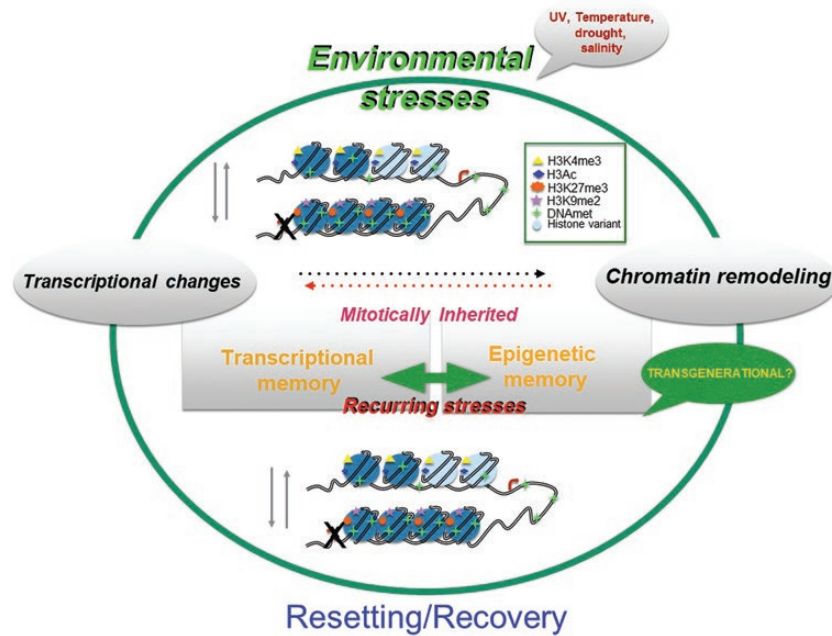 UV, Temperature,
drought,
salinity
Environmental
stresses
H3K4me3
H3Ac
H3K27me3
H3K9me2
DNAmet
Histone variant
X
Transcriptional changes
Chromatin remodeling
Mitotically Inherited
Transcriptional
memory
Epigenetic
memory
TRANSGENERATIONAL?
Recurring stresses
X
Resetting/Recovery